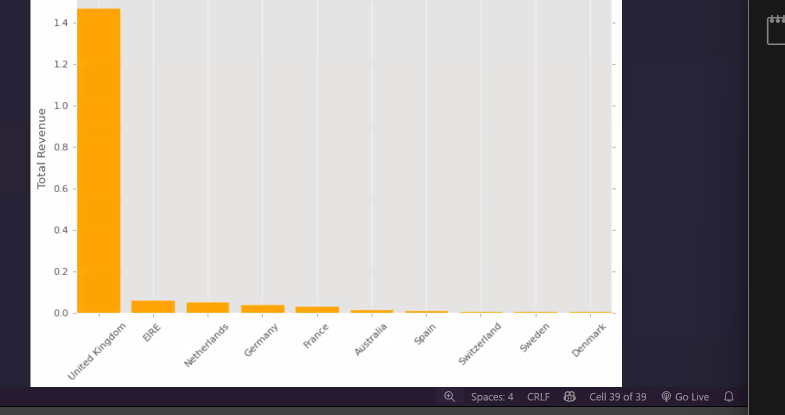 1.4
1.2
1.0
0.8
0.6
0.4
0.2
0.0
Total Revenue
United Kingdom
EIRE
Netherlands
Germany
France
Australia
Spain
Switzerland
Sweden
Denmark
Spaces: 4 CRLF Cell 39 of 39 Go Live